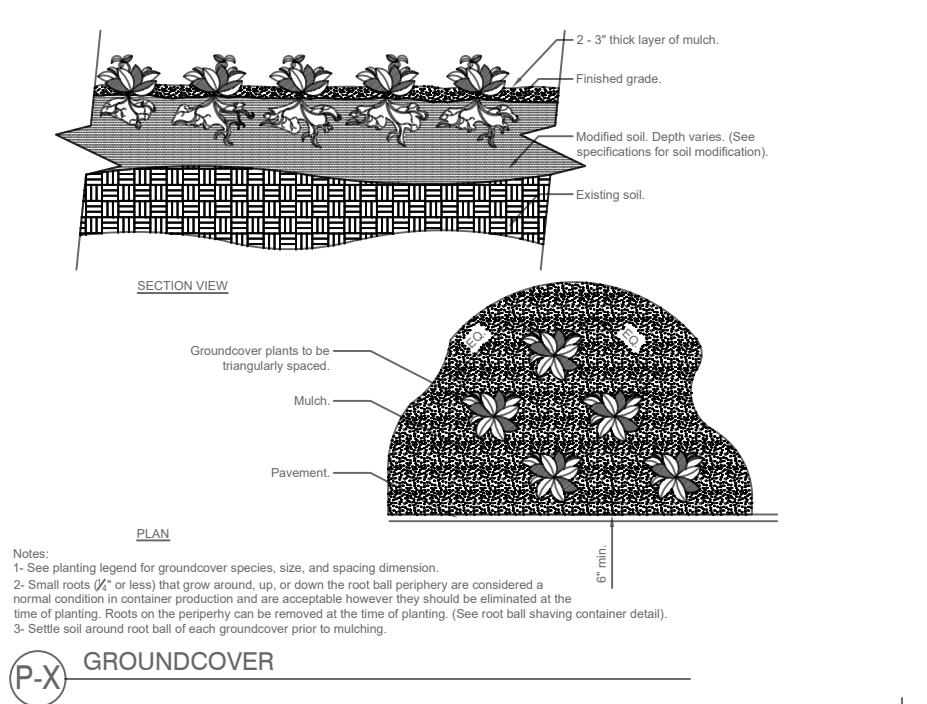 2 - 3" thick layer of mulch.
Finished grade.
Modified soil. Depth varies. (See
specifications for soil modification).
Existing soil.
SECTION VIEW
EQ.
EQ.
Groundcover plants to be
triangularly spaced.
Mulch.
Pavement.
6" min.
PLAN
Notes:
1- See planting legend for groundcover species, size, and spacing dimension.
2- Small roots (¼" or less) that grow around, up, or down the root ball periphery are considered a
normal condition in container production and are acceptable however they should be eliminated at the
time of planting. Roots on the periperhy can be removed at the time of planting. (See root ball shaving container detail).
3- Settle soil around root ball of each groundcover prior to mulching.
P-X
GROUNDCOVER